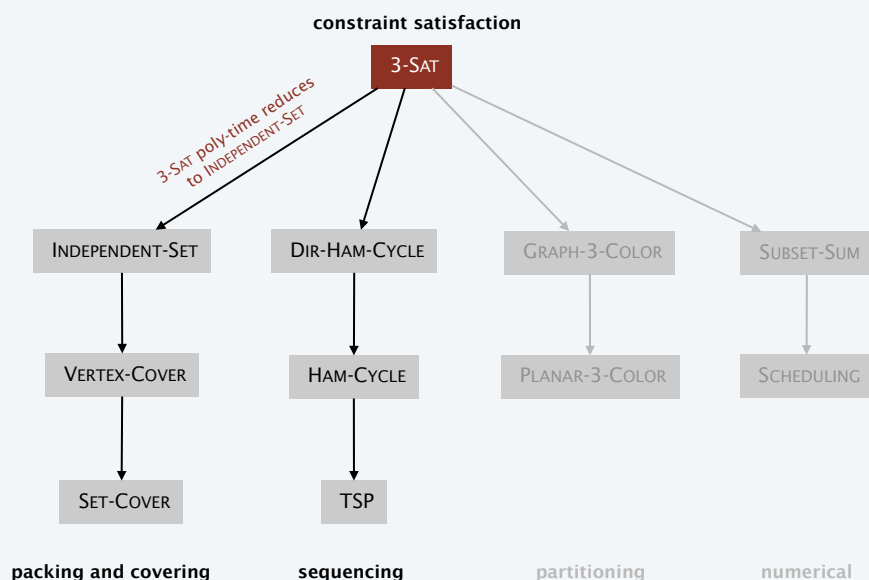 constraint satisfaction
3-SAT
3-SAT poly-time reduces
to INDEPENDENT-SET
INDEPENDENT-SET
DIR-HAM-CYCLE
GRAPH-3-COLOR
SUBSET-SUM
VERTEX-COVER
HAM-CYCLE
PLANAR-3-COLOR
SCHEDULING
SET-COVER
TSP
packing and covering
sequencing
partitioning
numerical